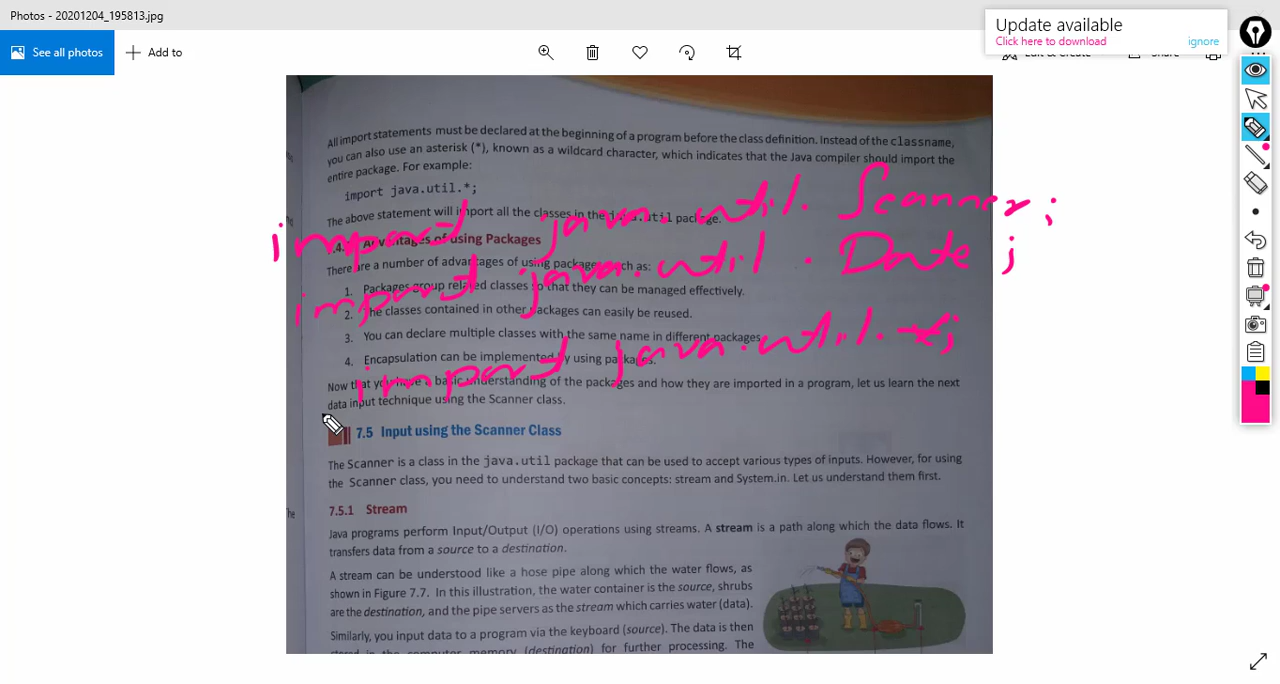 Photos - 20201204_195813.jpg
Update available
Click here to download
ignore
See all photos
Add to
All import statements must be declared at the beginning of a program before the class definition. Instead of the classname,
you can also use an asterisk (*), known as a wildcard character, which indicates that the Java compiler should import the
entire package. For example:
import java.util.*;
The above statement will import all the classes in the java.util package.
import java.util.Scanner;
Advantages of using Packages
import java.util.Date;
There are a number of advantages of using packages such as:
1. Packages group related classes so that they can be managed effectively.
2. The classes contained in other packages can easily be reused.
3. You can declare multiple classes with the same name in different packages.
4. Encapsulation can be implemented by using packages.
import java.util.*;
Now that you have a basic understanding of the packages and how they are imported in a program, let us learn the next
data input technique using the Scanner class.
7.5 Input using the Scanner Class
The Scanner is a class in the java.util package that can be used to accept various types of inputs. However, for using
the Scanner class, you need to understand two basic concepts: stream and System.in. Let us understand them first.
7.5.1 Stream
Java programs perform Input/Output (I/O) operations using streams. A stream is a path along which the data flows. It
transfers data from a source to a destination.
A stream can be understood like a hose pipe along which the water flows, as
shown in Figure 7.7. In this illustration, the water container is the source, shrubs
are the destination, and the pipe servers as the stream which carries water (data).
Similarly, you input data to a program via the keyboard (source). The data is then
stored in the computer memory (destination) for further processing. The